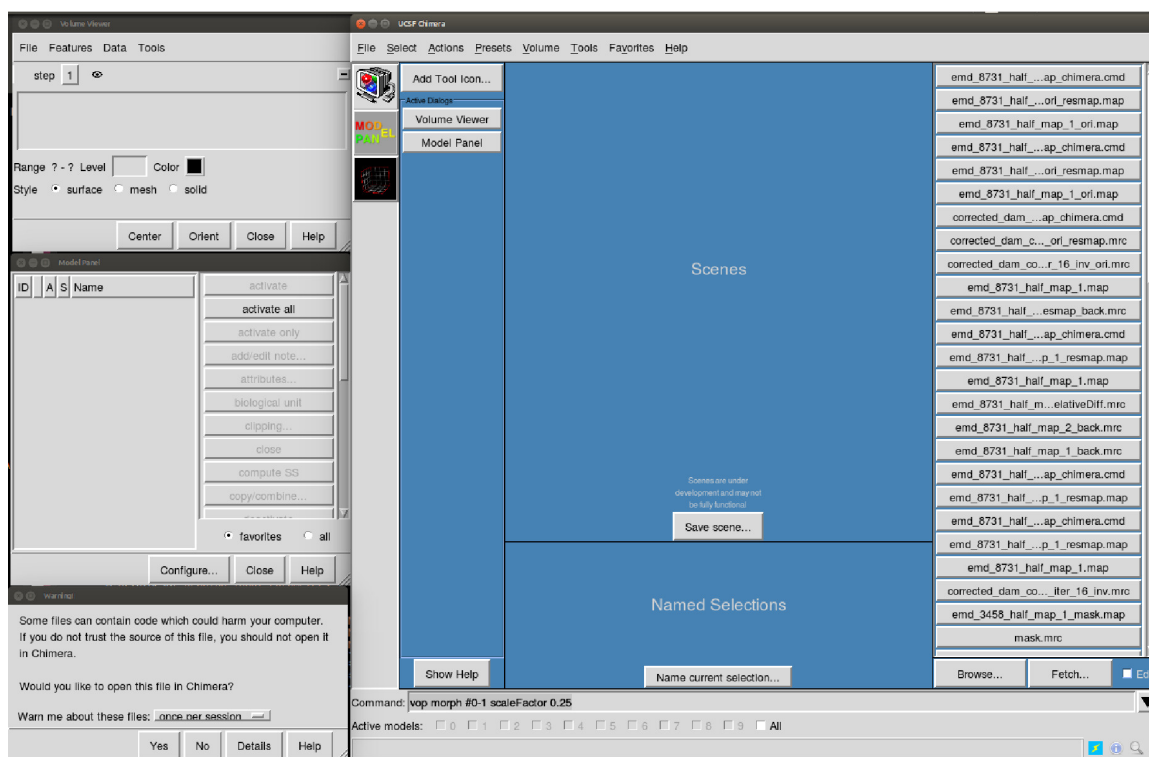 Volume Viewer
File Features Data Tools
step 1
Range ? - ? Level Color
Style surface mesh solid
Center Orient Close Help
Model Panel
ID A S Name
activate
activate all
activate only
add/edit note...
attributes...
biological unit
clipping...
close
compute SS
copy/combine...
deactivate
favorites all
Configure... Close Help
Warning!
Some files can contain code which could harm your computer.
If you do not trust the source of this file, you should not open it
in Chimera.
Would you like to open this file in Chimera?
Warn me about these files: once per session
Yes No Details Help
UCSF Chimera
File Select Actions Presets Volume Tools Favorites Help
MODEL
PANEL
Add Tool Icon...
Active Dialogs
Volume Viewer
Model Panel
Show Help
Scenes
Scenes are under
development and may not
be fully functional
Save scene...
Named Selections
Name current selection...
emd_8731_half_...ap_chimera.cmd
emd_8731_half_...ori_resmap.map
emd_8731_half_map_1_ori.map
emd_8731_half_...ap_chimera.cmd
emd_8731_half_...ori_resmap.map
emd_8731_half_map_1_ori.map
corrected_dam_...ap_chimera.cmd
corrected_dam_c..._ori_resmap.mrc
corrected_dam_co...r_16_inv_ori.mrc
emd_8731_half_map_1.map
emd_8731_half_...esmap_back.mrc
emd_8731_half_...ap_chimera.cmd
emd_8731_half_...p_1_resmap.map
emd_8731_half_map_1.map
emd_8731_half_m...elativeDiff.mrc
emd_8731_half_map_2_back.mrc
emd_8731_half_map_1_back.mrc
emd_8731_half_...ap_chimera.cmd
emd_8731_half_...p_1_resmap.map
emd_8731_half_...ap_chimera.cmd
emd_8731_half_...p_1_resmap.map
emd_8731_half_map_1.map
corrected_dam_co..._iter_16_inv.mrc
emd_3458_half_map_1_mask.map
mask.mrc
Browse... Fetch... Ed
Command: vop morph #0-1 scaleFactor 0.25
Active models: 0 1 2 3 4 5 6 7 8 9 All